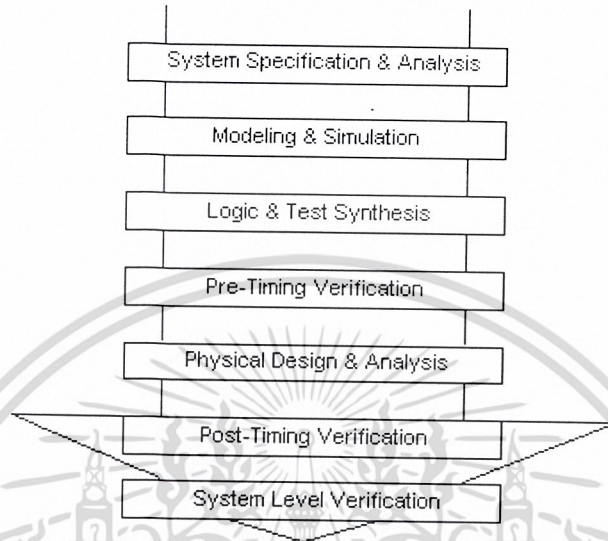 System Specification & Analysis
Modeling & Simulation
Logic & Test Synthesis
Pre-Timing Verification
Physical Design & Analysis
Post-Timing Verification
System Level Verification